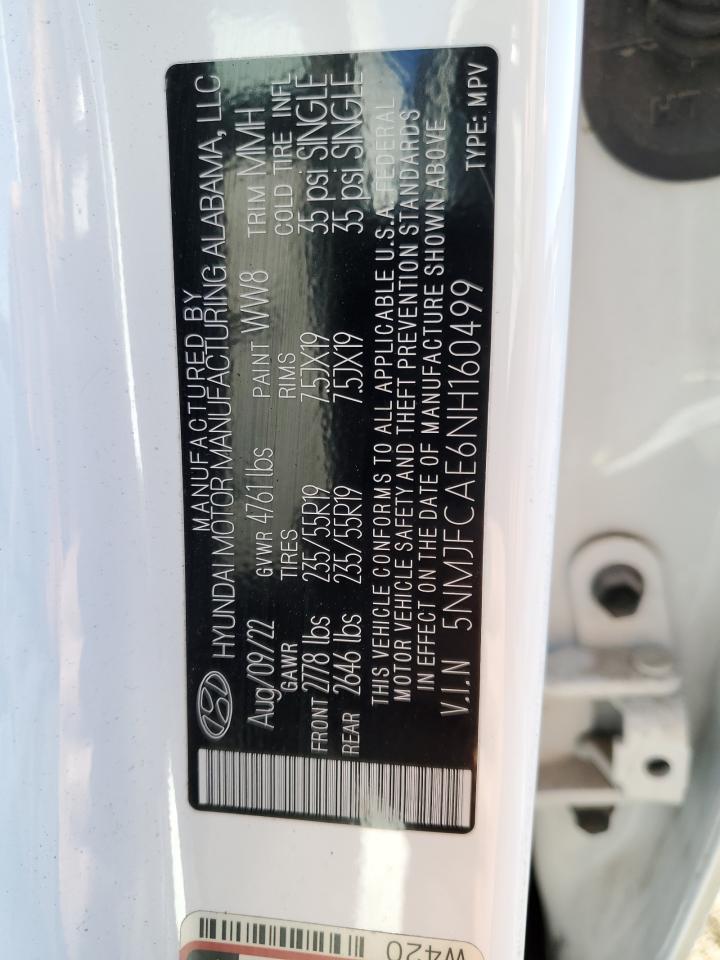 MANUFACTURED BY
HYUNDAI MOTOR MANUFACTURING ALABAMA, LLC
Aug/09/22 GVWR 4761 lbs PAINT WW8 TRIM MMH
GAWR TIRES RIMS COLD TIRE INFL
FRONT 2778 lbs 235/55R19 7.5JX19 35 psi SINGLE
REAR 2646 lbs 235/55R19 7.5JX19 35 psi SINGLE
THIS VEHICLE CONFORMS TO ALL APPLICABLE U.S.A. FEDERAL
MOTOR VEHICLE SAFETY AND THEFT PREVENTION STANDARDS
IN EFFECT ON THE DATE OF MANUFACTURE SHOWN ABOVE
V.I.N 5NMJFCAE6NH160499 TYPE: MPV
W420